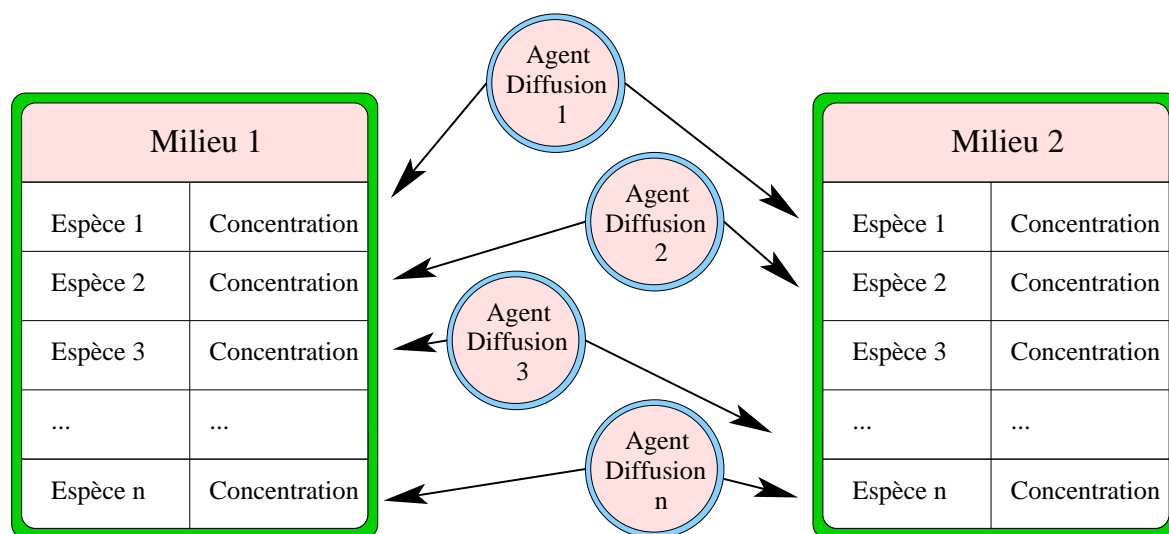 Milieu 1
Espèce 1 Concentration
Espèce 2 Concentration
Espèce 3 Concentration
... ...
Espèce n Concentration
Agent
Diffusion
1
Agent
Diffusion
2
Agent
Diffusion
3
Agent
Diffusion
n
Milieu 2
Espèce 1 Concentration
Espèce 2 Concentration
Espèce 3 Concentration
... ...
Espèce n Concentration